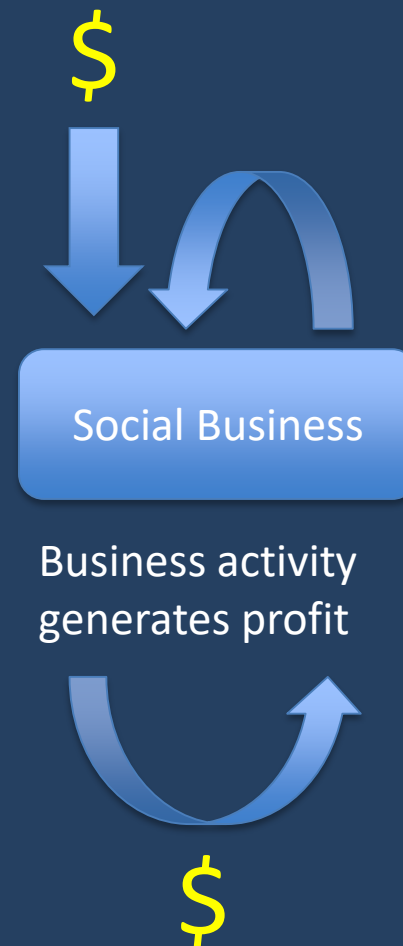 $
Social Business
Business activity
generates profit
$